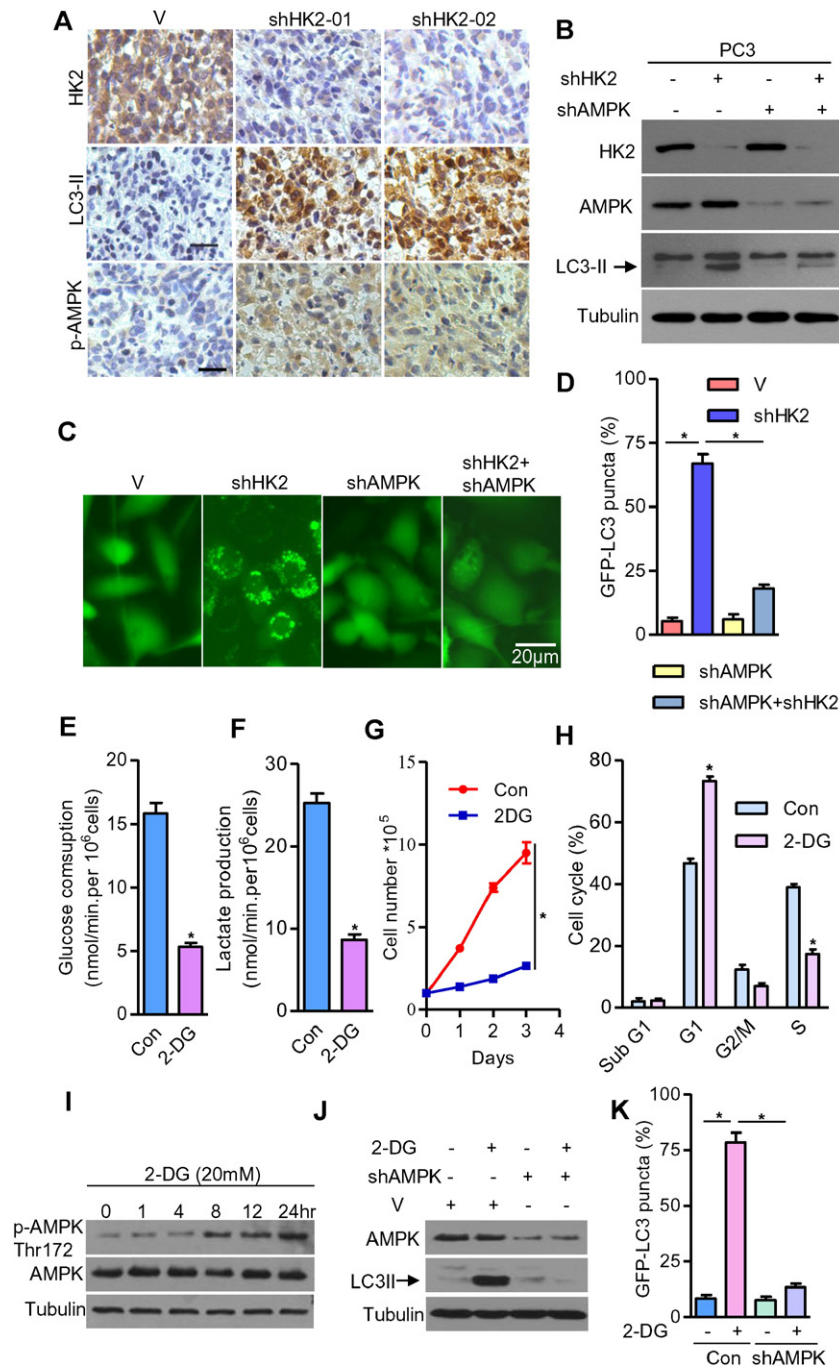 A
V shHK2-01 shHK2-02
HK2
LC3-II
p-AMPK
B
PC3
shHK2 - + - +
shAMPK - - + +
HK2
AMPK
LC3-II
Tubulin
C
V shHK2 shAMPK shHK2+
shAMPK
20μm
D
GFP-LC3 puncta (%)
100
75
50
25
0
V
shHK2
* *
shAMPK
shAMPK+shHK2
E
Glucose comsuption
(nmol/min.per 10⁶cells)
20
15
10
5
0
*
Con
2-DG
F
Lactate production
(nmol/min.per10⁶cells)
30
20
10
0
*
Con
2-DG
G
Cell number *10⁵
15
10
5
0
Con
2DG
*
0 1 2 3 4
Days
H
Cell cycle (%)
80
60
40
20
0
Con
2-DG
*
*
Sub G1
G1
G2/M
S
I
2-DG (20mM)
0 1 4 8 12 24hr
p-AMPK
Thr172
AMPK
Tubulin
J
2-DG - + - +
shAMPK - - + +
V + + - -
AMPK
LC3II
Tubulin
K
GFP-LC3 puncta (%)
100
75
50
25
0
* *
2-DG - + - +
Con shAMPK